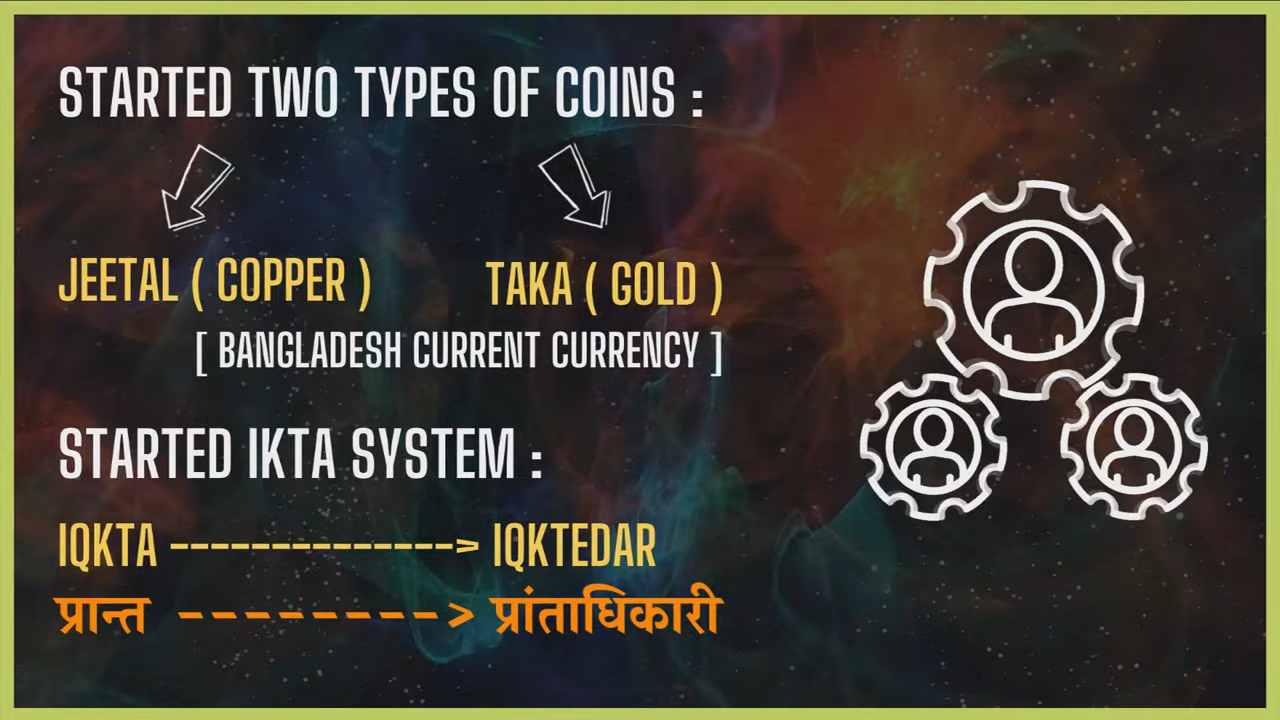 STARTED TWO TYPES OF COINS :
JEETAL ( COPPER ) TAKA ( GOLD )
[ BANGLADESH CURRENT CURRENCY ]
STARTED IKTA SYSTEM :
IQKTA --------------> IQKTEDAR
प्रान्त --------> प्रांताधिकारी